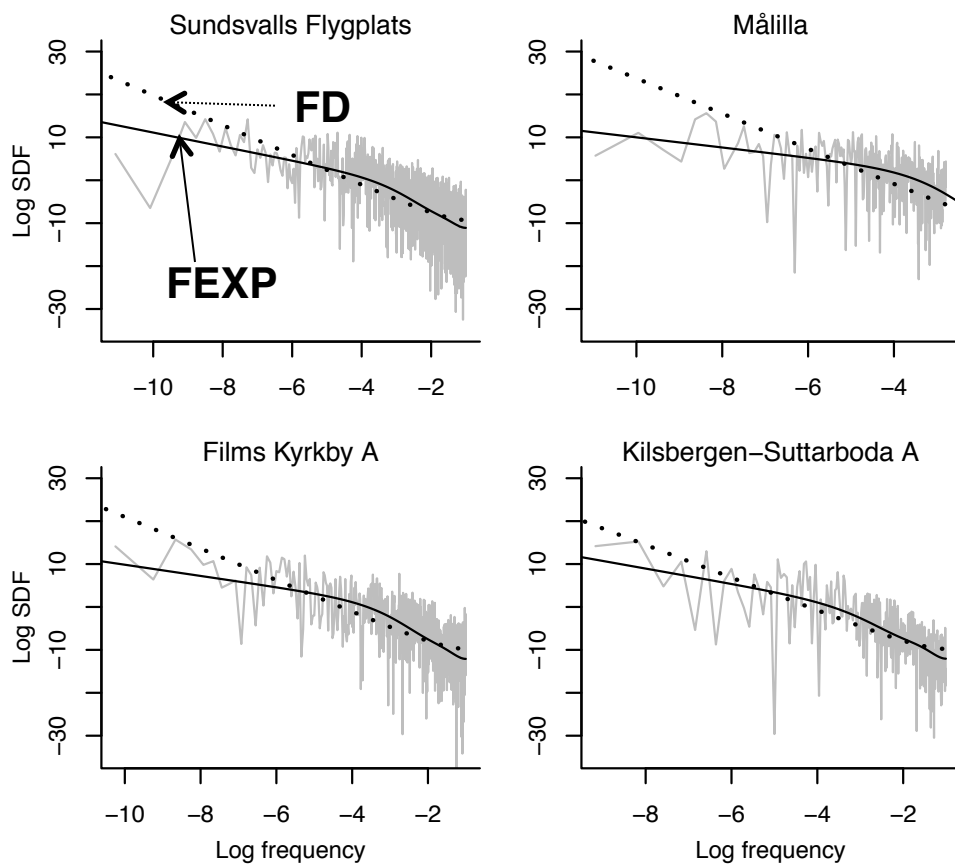 Sundsvalls Flygplats
Målilla
Log SDF
30
10
−10
−30
FD
FEXP
−10 −8 −6 −4 −2
30
10
−10
−30
−10 −8 −6 −4
Films Kyrkby A
Kilsbergen−Suttarboda A
Log SDF
30
10
−10
−30
−10 −8 −6 −4 −2
Log frequency
30
10
−10
−30
−8 −6 −4 −2
Log frequency